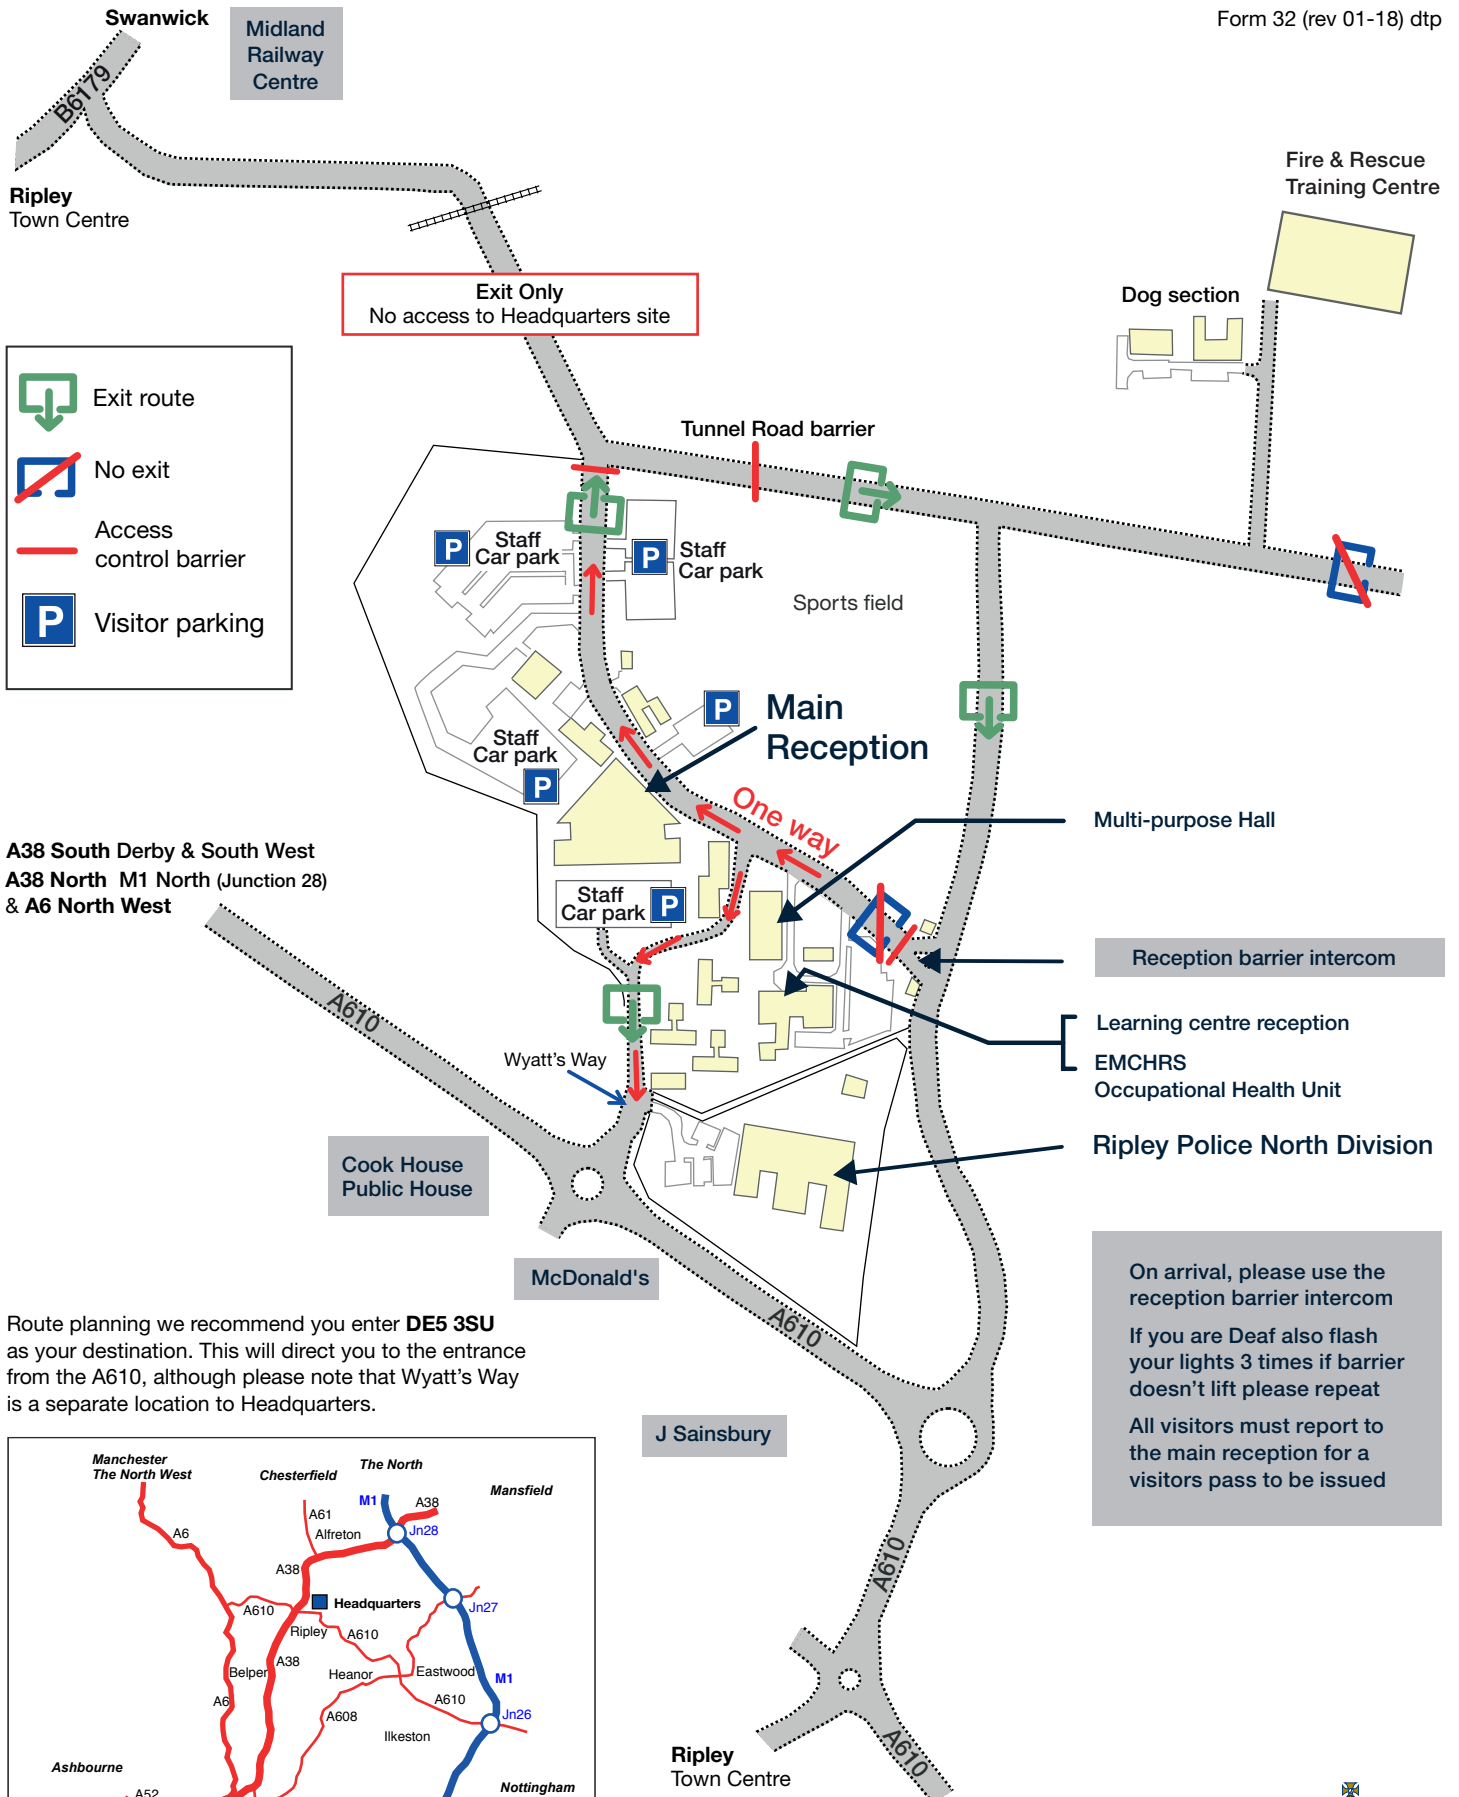 Swanwick
Midland
Railway
Centre
Form 32 (rev 01-18) dtp
B6179
Ripley
Town Centre
Fire & Rescue
Training Centre
Exit Only
No access to Headquarters site
Dog section
Exit route
No exit
Access
control barrier
P Visitor parking
Tunnel Road barrier
P Staff
Car park
P Staff
Car park
Sports field
P
Main
Reception
Staff
Car park
P
One way
Multi-purpose Hall
A38 South Derby & South West
A38 North M1 North (Junction 28)
& A6 North West
Staff
Car park P
Reception barrier intercom
A610
Learning centre reception
EMCHRS
Occupational Health Unit
Wyatt's Way
Ripley Police North Division
Cook House
Public House
McDonald's
A610
On arrival, please use the
reception barrier intercom
If you are Deaf also flash
your lights 3 times if barrier
doesn't lift please repeat
All visitors must report to
the main reception for a
visitors pass to be issued
Route planning we recommend you enter DE5 3SU
as your destination. This will direct you to the entrance
from the A610, although please note that Wyatt's Way
is a separate location to Headquarters.
J Sainsbury
A610
Ripley
Town Centre
A610
Manchester
The North West
Chesterfield
The North
Mansfield
M1
A38
A61
Alfreton
Jn28
A6
A38
Headquarters
Jn27
A610
Ripley
A610
Belper
A38
Heanor
Eastwood
M1
A6
A610
A608
Jn26
Ilkeston
Ashbourne
Nottingham
A52